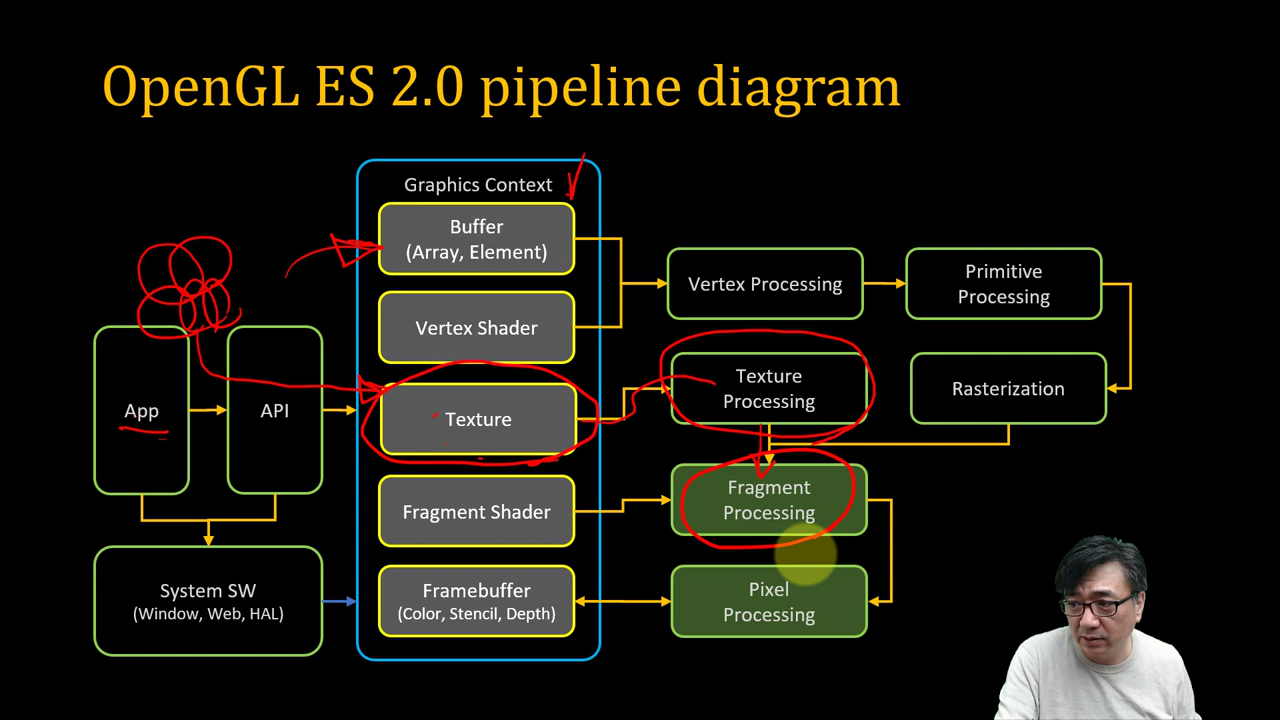 OpenGL ES 2.0 pipeline diagram
Graphics Context
Buffer
(Array, Element)
Vertex Shader
Texture
Fragment Shader
Framebuffer
(Color, Stencil, Depth)
App
API
System SW
(Window, Web, HAL)
Vertex Processing
Primitive
Processing
Texture
Processing
Rasterization
Fragment
Processing
Pixel
Processing